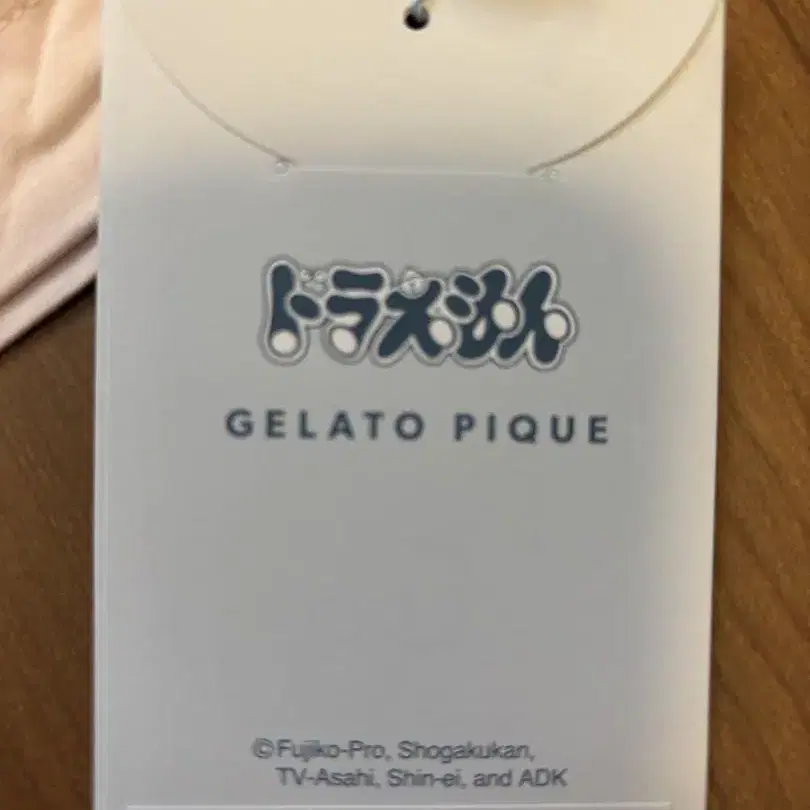 ドラえもん
GELATO PIQUE
©Fujiko-Pro, Shogakukan,
TV-Asahi, Shin-ei, and ADK